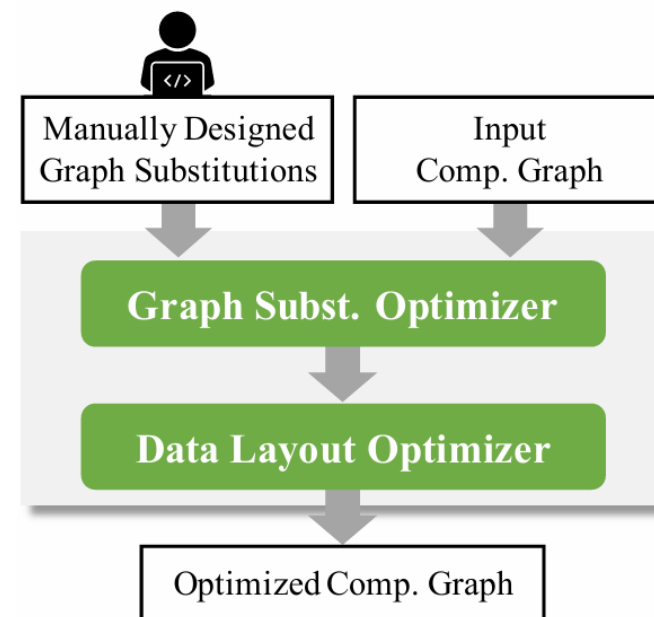 </>
Manually Designed
Graph Substitutions
Input
Comp. Graph
Graph Subst. Optimizer
Data Layout Optimizer
Optimized Comp. Graph